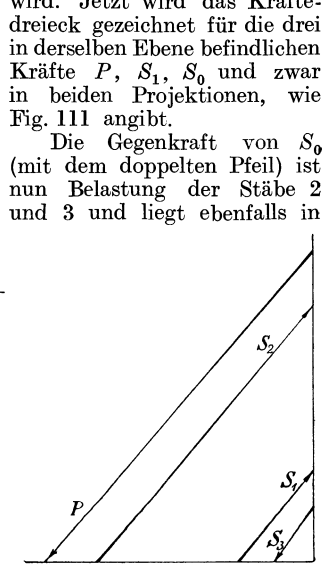 wird. Jetzt wird das Kräfte-
dreieck gezeichnet für die drei
in derselben Ebene befindlichen
Kräfte P, S₁, S₀ und zwar
in beiden Projektionen, wie
Fig. 111 angibt.
Die Gegenkraft von S₀
(mit dem doppelten Pfeil) ist
nun Belastung der Stäbe 2
und 3 und liegt ebenfalls in
S₂
S₁
P
S₃